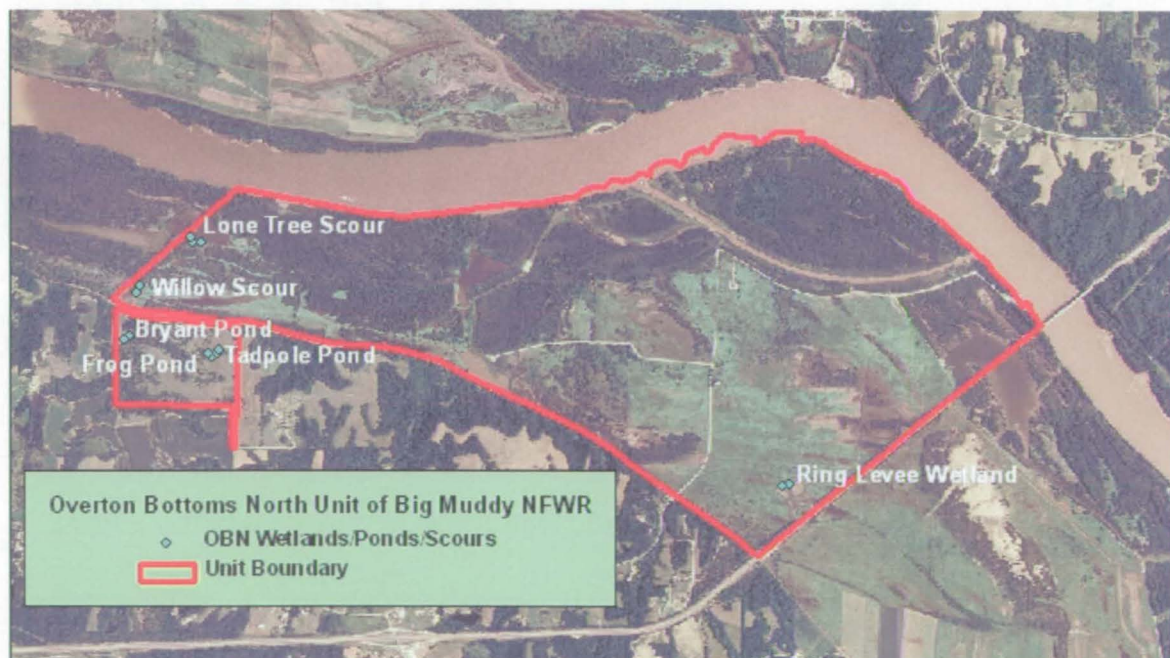 Lone Tree Scour
Willow Scour
Bryant Pond
Frog Pond
Tadpole Pond
Ring Levee Wetland
Overton Bottoms North Unit of Big Muddy NFWR
OBN Wetlands/Ponds/Scours
Unit Boundary